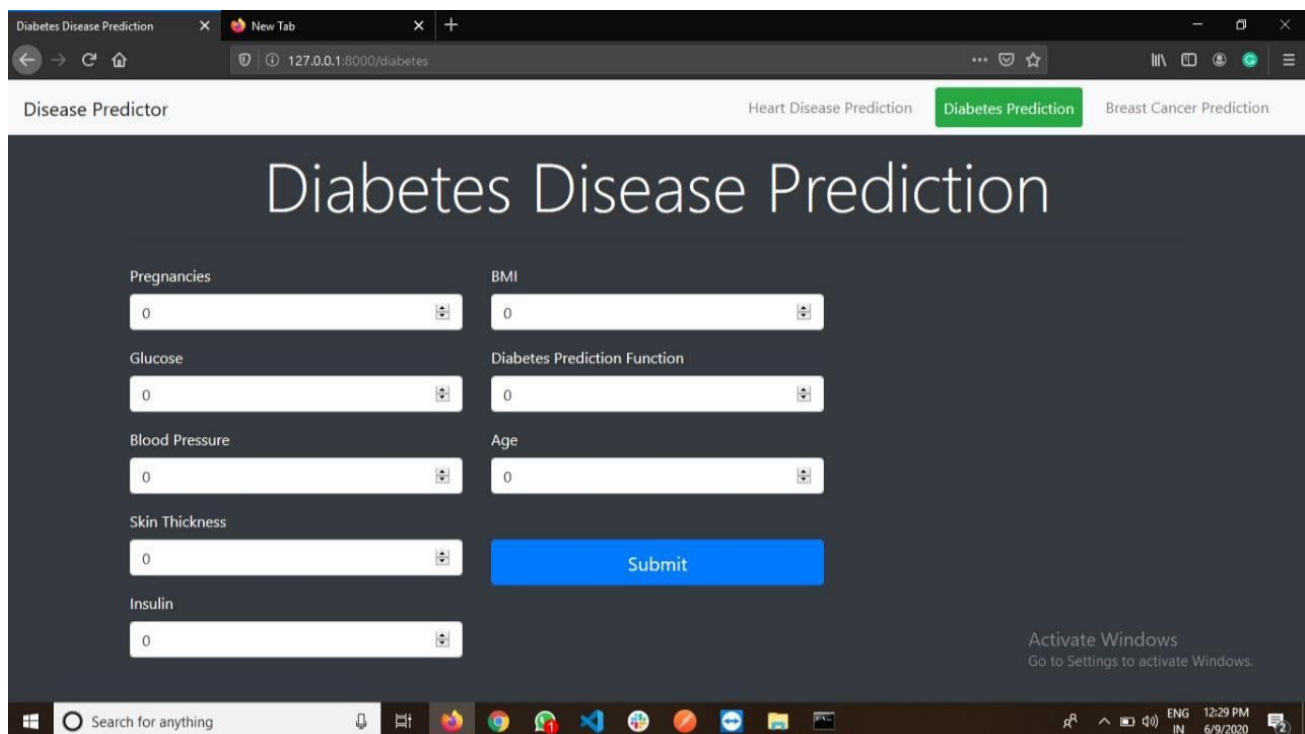 Diabetes Disease Prediction
New Tab
127.0.0.1:8000/diabetes
Disease Predictor
Heart Disease Prediction
Diabetes Prediction
Breast Cancer Prediction
Diabetes Disease Prediction
Pregnancies
0
BMI
0
Glucose
0
Diabetes Prediction Function
0
Blood Pressure
0
Age
0
Skin Thickness
0
Submit
Insulin
0
Activate Windows
Go to Settings to activate Windows.
Search for anything
ENG
IN
12:29 PM
6/9/2020